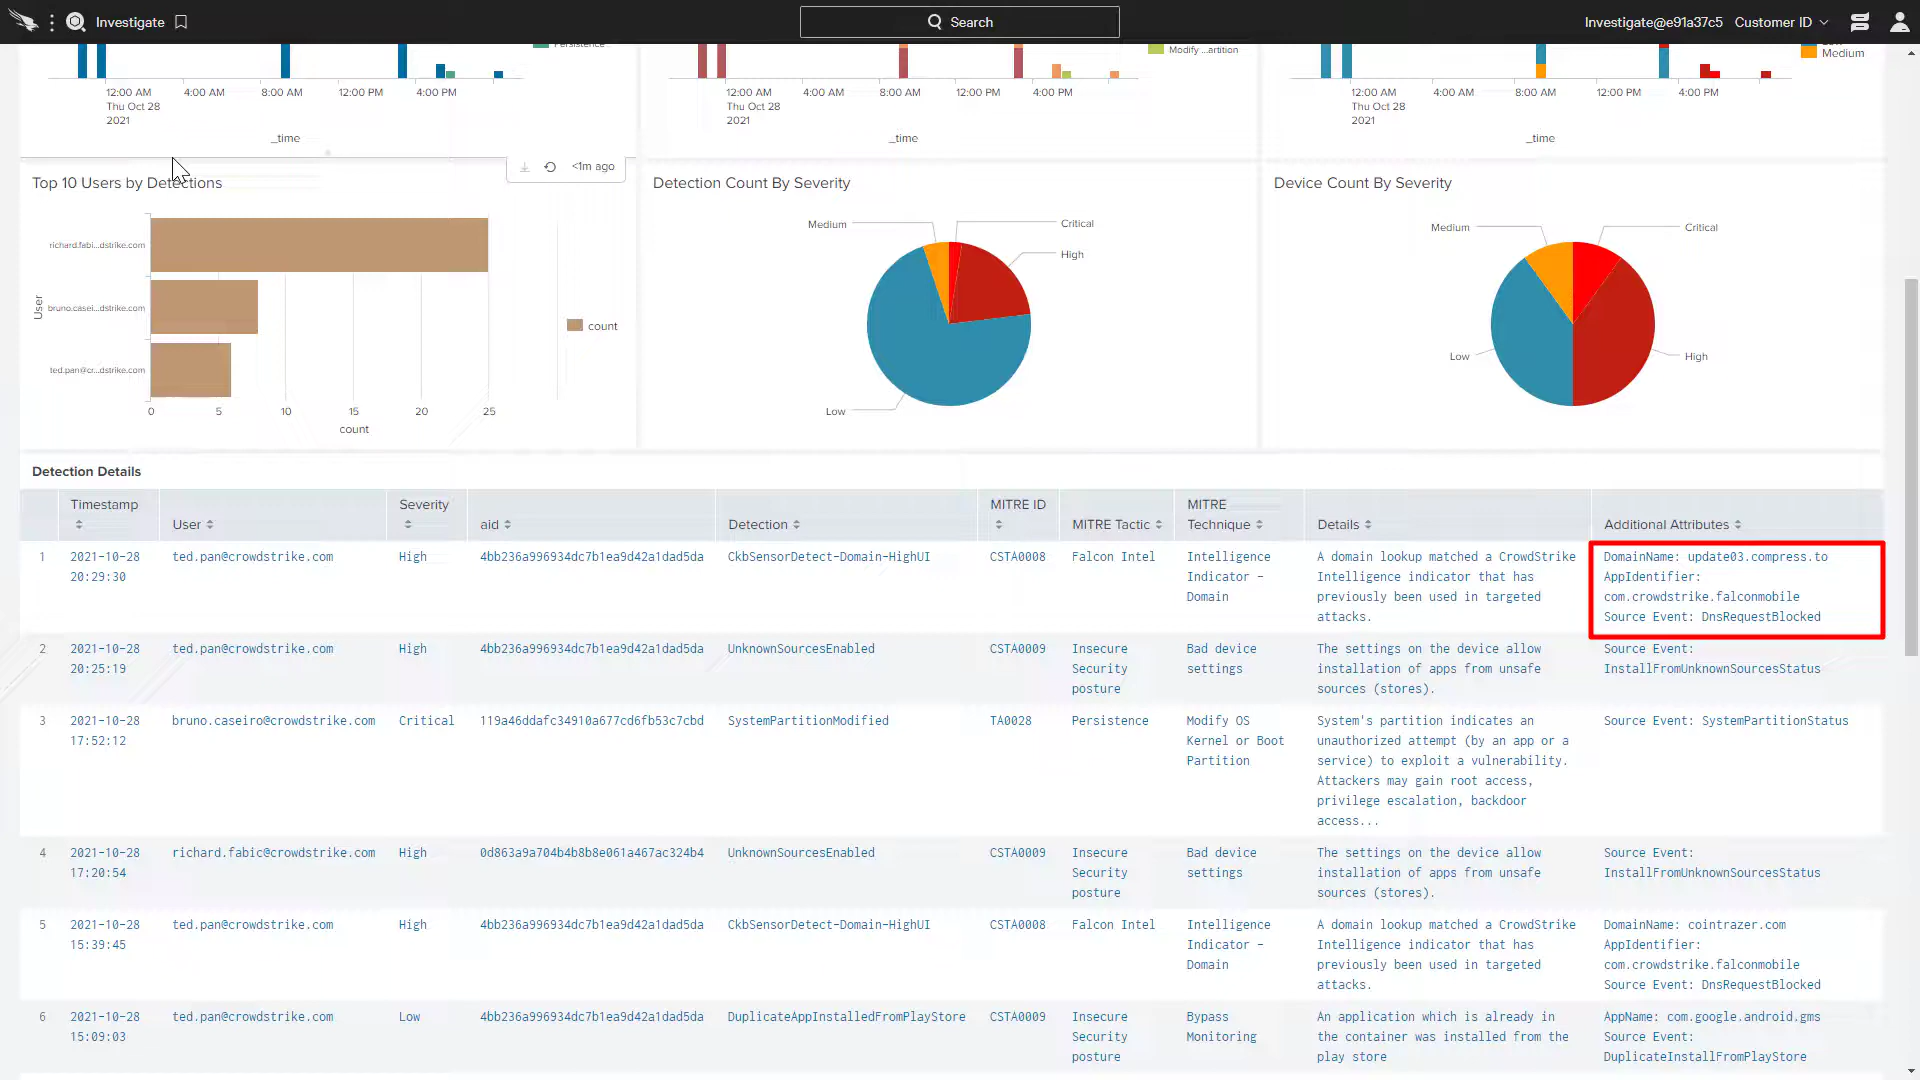 Investigate
Search
Investigate@e91a37c5 Customer ID
Persistence
12:00 AM 4:00 AM 8:00 AM 12:00 PM 4:00 PM
Thu Oct 28
2021
_time
Modify ...artition
12:00 AM 4:00 AM 8:00 AM 12:00 PM 4:00 PM
Thu Oct 28
2021
_time
Medium
12:00 AM 4:00 AM 8:00 AM 12:00 PM 4:00 PM
Thu Oct 28
2021
_time
<1m ago
Top 10 Users by Detections
User
richard.fabi...dstrike.com
bruno.casei...dstrike.com
ted.pan@cr...dstrike.com
0 5 10 15 20 25
count
count
Detection Count By Severity
Medium
Critical
High
Low
Device Count By Severity
Medium
Critical
Low
High
Detection Details
Timestamp User Severity aid Detection MITRE ID MITRE Tactic MITRE Technique Details Additional Attributes
1 2021-10-28 ted.pan@crowdstrike.com High 4bb236a996934dc7b1ea9d42a1dad5da CkbSensorDetect-Domain-HighUI CSTA0008 Falcon Intel Intelligence A domain lookup matched a CrowdStrike DomainName: update03.compress.to
20:29:30 Indicator - Intelligence indicator that has AppIdentifier:
Domain previously been used in targeted com.crowdstrike.falconmobile
attacks. Source Event: DnsRequestBlocked
2 2021-10-28 ted.pan@crowdstrike.com High 4bb236a996934dc7b1ea9d42a1dad5da UnknownSourcesEnabled CSTA0009 Insecure Bad device The settings on the device allow Source Event:
20:25:19 Security settings installation of apps from unsafe InstallFromUnknownSourcesStatus
posture sources (stores).
3 2021-10-28 bruno.caseiro@crowdstrike.com Critical 119a46ddafc34910a677cd6fb53c7cbd SystemPartitionModified TA0028 Persistence Modify OS System's partition indicates an Source Event: SystemPartitionStatus
17:52:12 Kernel or Boot unauthorized attempt (by an app or a
Partition service) to exploit a vulnerability.
Attackers may gain root access,
privilege escalation, backdoor
access...
4 2021-10-28 richard.fabic@crowdstrike.com High 0d863a9a704b4b8b8e061a467ac324b4 UnknownSourcesEnabled CSTA0009 Insecure Bad device The settings on the device allow Source Event:
17:20:54 Security settings installation of apps from unsafe InstallFromUnknownSourcesStatus
posture sources (stores).
5 2021-10-28 ted.pan@crowdstrike.com High 4bb236a996934dc7b1ea9d42a1dad5da CkbSensorDetect-Domain-HighUI CSTA0008 Falcon Intel Intelligence A domain lookup matched a CrowdStrike DomainName: cointrazer.com
15:39:45 Indicator - Intelligence indicator that has AppIdentifier:
Domain previously been used in targeted com.crowdstrike.falconmobile
attacks. Source Event: DnsRequestBlocked
6 2021-10-28 ted.pan@crowdstrike.com Low 4bb236a996934dc7b1ea9d42a1dad5da DuplicateAppInstalledFromPlayStore CSTA0009 Insecure Bypass An application which is already in AppName: com.google.android.gms
15:09:03 Security Monitoring the container was installed from the Source Event:
posture play store DuplicateInstallFromPlayStore